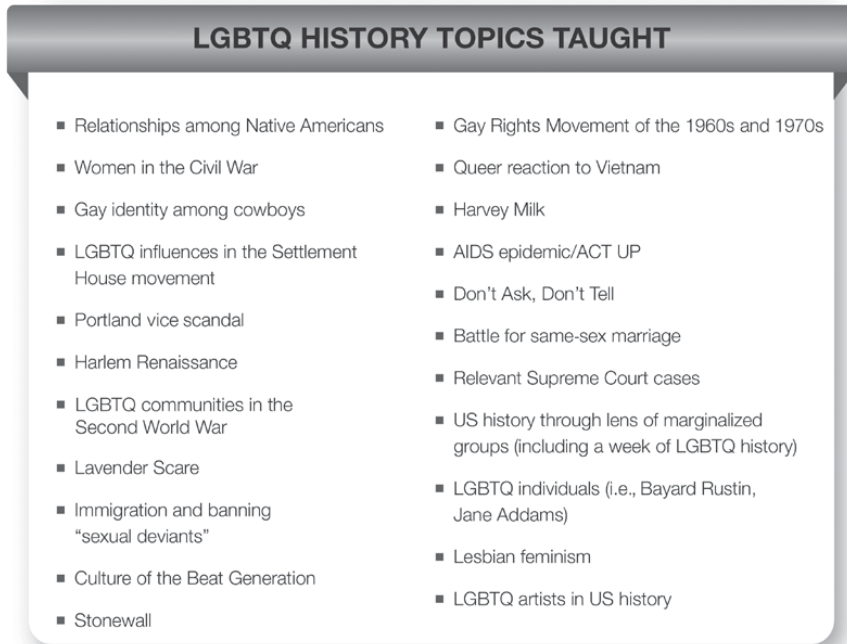 LGBTQ HISTORY TOPICS TAUGHT
▪ Relationships among Native Americans
▪ Women in the Civil War
▪ Gay identity among cowboys
▪ LGBTQ influences in the Settlement
House movement
▪ Portland vice scandal
▪ Harlem Renaissance
▪ LGBTQ communities in the
Second World War
▪ Lavender Scare
▪ Immigration and banning
“sexual deviants”
▪ Culture of the Beat Generation
▪ Stonewall
▪ Gay Rights Movement of the 1960s and 1970s
▪ Queer reaction to Vietnam
▪ Harvey Milk
▪ AIDS epidemic/ACT UP
▪ Don’t Ask, Don’t Tell
▪ Battle for same-sex marriage
▪ Relevant Supreme Court cases
▪ US history through lens of marginalized
groups (including a week of LGBTQ history)
▪ LGBTQ individuals (i.e., Bayard Rustin,
Jane Addams)
▪ Lesbian feminism
▪ LGBTQ artists in US history